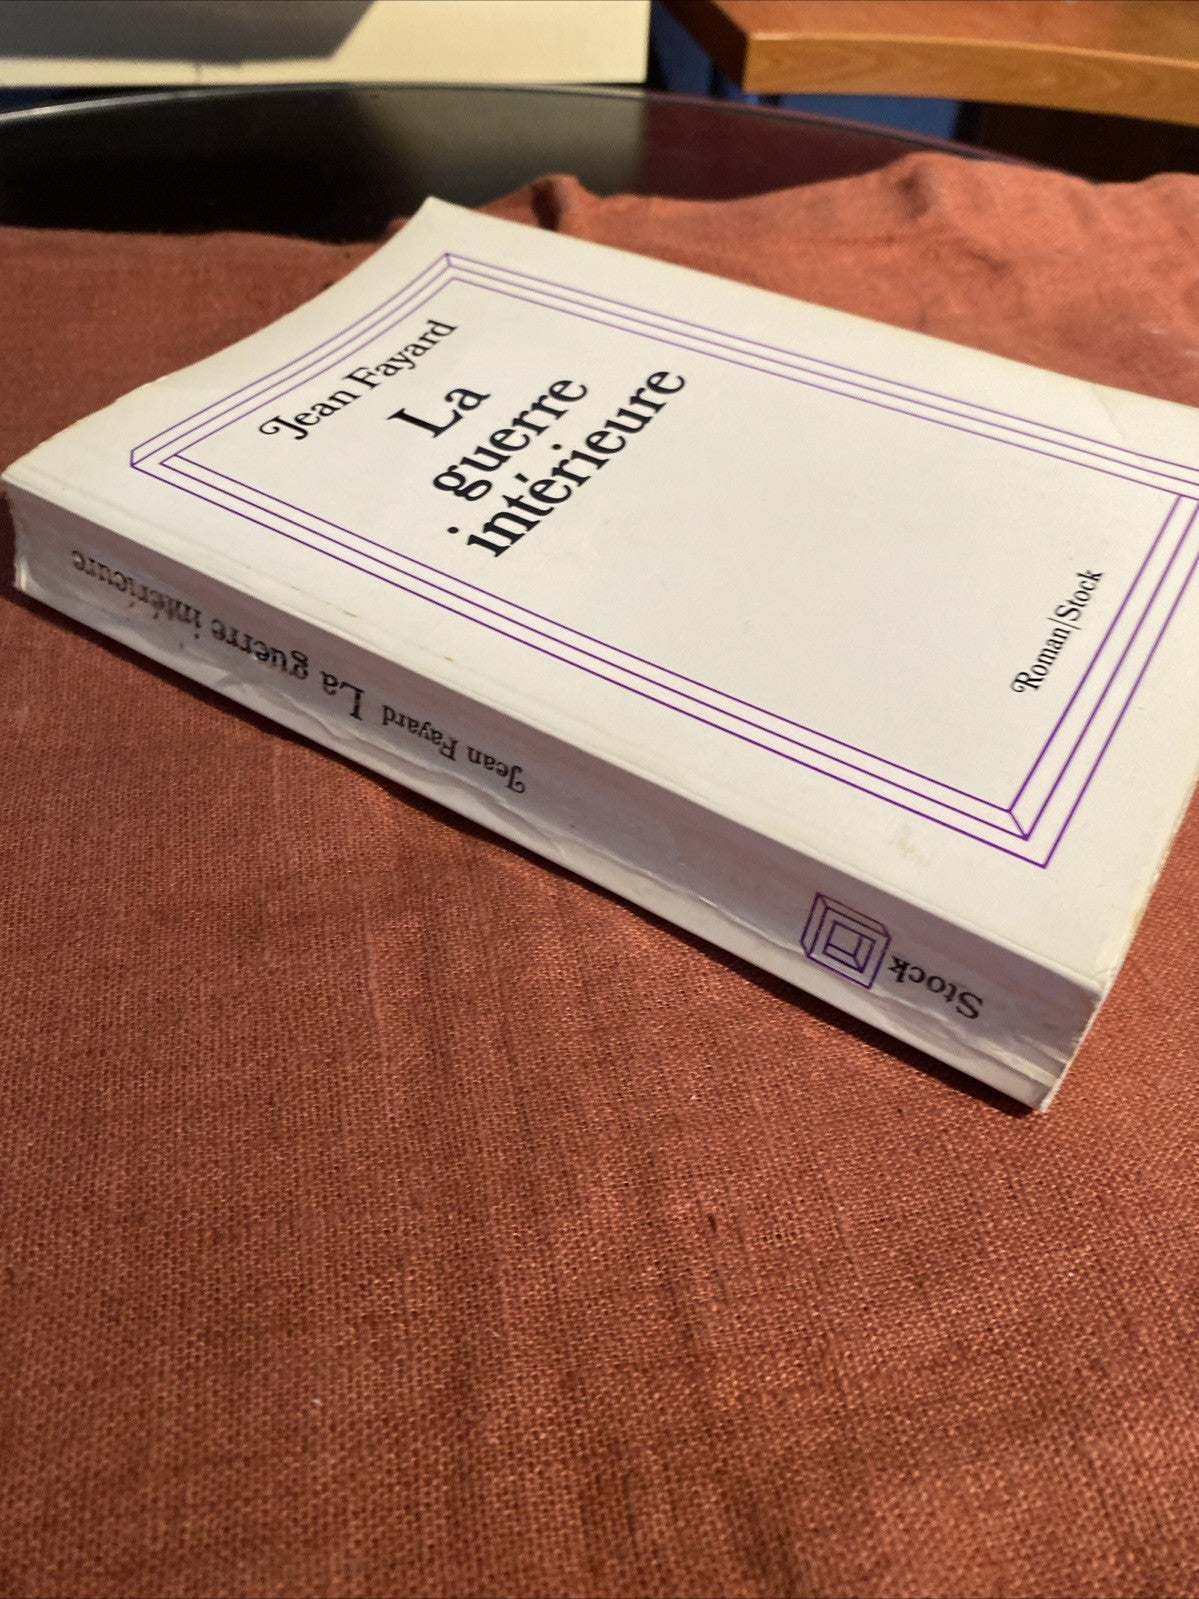 Jean Fayard
La
guerre
intérieure
Roman|Stock
Jean Fayard La guerre intérieure
Stock